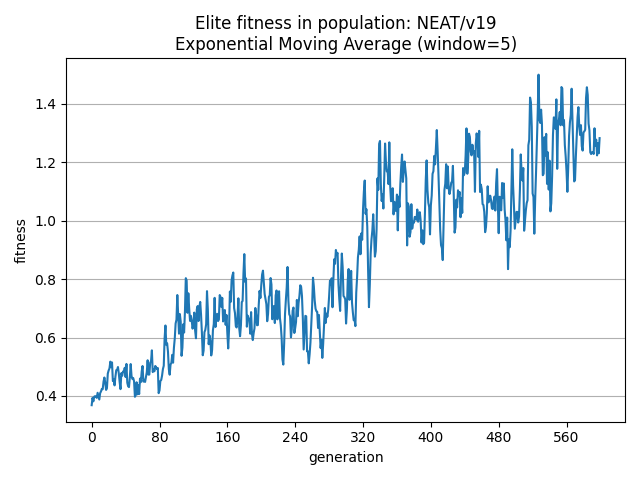 Elite fitness in population: NEAT/v19
Exponential Moving Average (window=5)
fitness
1.4
1.2
1.0
0.8
0.6
0.4
0 80 160 240 320 400 480 560
generation